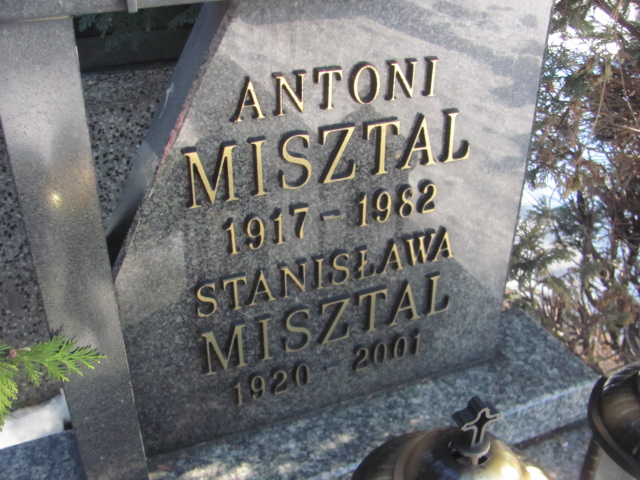 ANTONI
MISZTAL
1917-1982
STANISŁAWA
MISZTAL
1920-2001